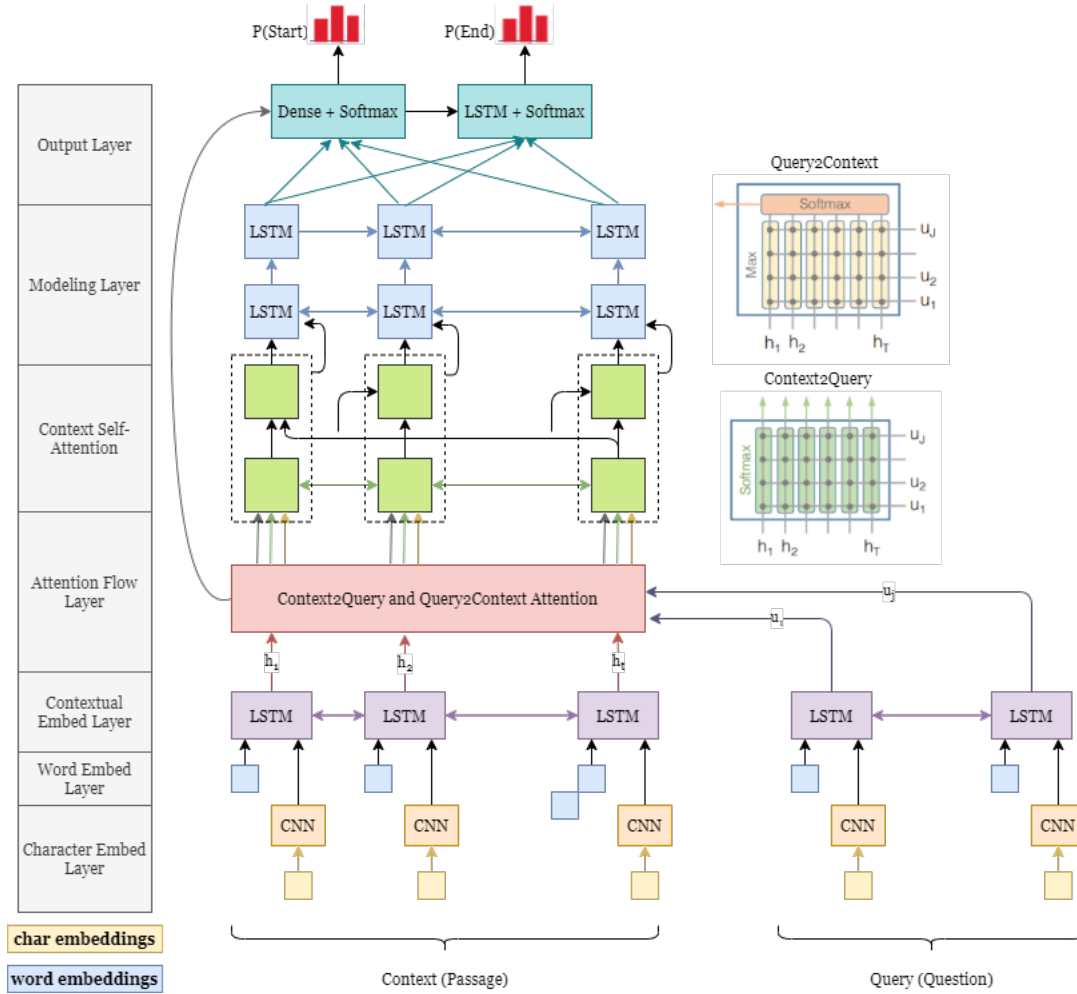 P(Start)
P(End)
Output Layer
Dense + Softmax
LSTM + Softmax
Query2Context
Softmax
Max
uJ
u2
u1
h1 h2 hT
Modeling Layer
LSTM LSTM LSTM
LSTM LSTM LSTM
Context2Query
Softmax
uJ
u2
u1
h1 h2 hT
Context Self-
Attention
Attention Flow
Layer
Context2Query and Query2Context Attention
uj
u1
h1 h2 ht
Contextual
Embed Layer
LSTM LSTM LSTM LSTM LSTM
Word Embed
Layer
Character Embed
Layer
CNN CNN CNN CNN CNN
char embeddings
word embeddings
Context (Passage)
Query (Question)